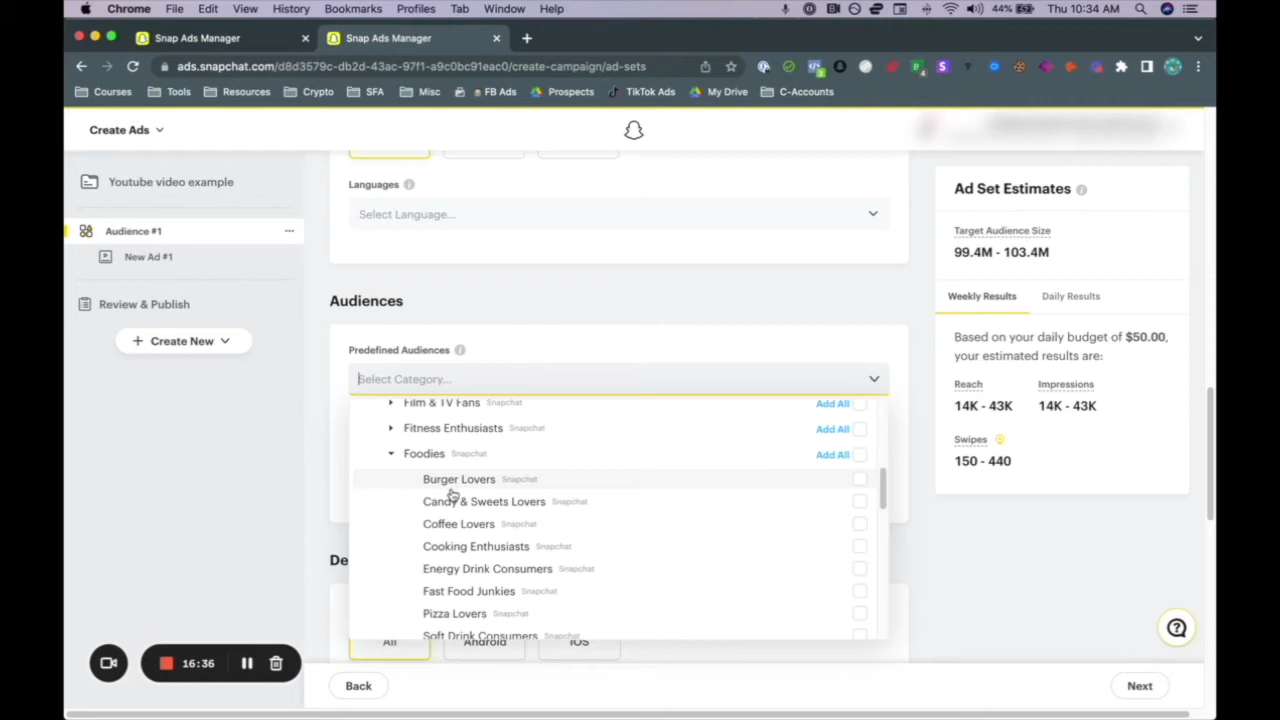 Chrome File Edit View History Bookmarks Profiles Tab Window Help 44% Thu 10:34 AM
Snap Ads Manager Snap Ads Manager
ads.snapchat.com/d8d3579c-db2d-43ac-97f1-a9c0bc91eac0/create-campaign/ad-sets
Courses Tools Resources Crypto SFA Misc FB Ads Prospects TikTok Ads My Drive C-Accounts
Create Ads
Youtube video example
Audience #1
New Ad #1
Review & Publish
+ Create New
Languages
Select Language...
Audiences
Predefined Audiences
Select Category...
Film & TV Fans Snapchat Add All
Fitness Enthusiasts Snapchat Add All
Foodies Snapchat Add All
Burger Lovers Snapchat
Candy & Sweets Lovers Snapchat
Coffee Lovers Snapchat
Cooking Enthusiasts Snapchat
Energy Drink Consumers Snapchat
Fast Food Junkies Snapchat
Pizza Lovers Snapchat
Soft Drink Consumers Snapchat
De
All Android iOS
Back Next
Ad Set Estimates
Target Audience Size
99.4M - 103.4M
Weekly Results Daily Results
Based on your daily budget of $50.00,
your estimated results are:
Reach Impressions
14K - 43K 14K - 43K
Swipes
150 - 440
16:36